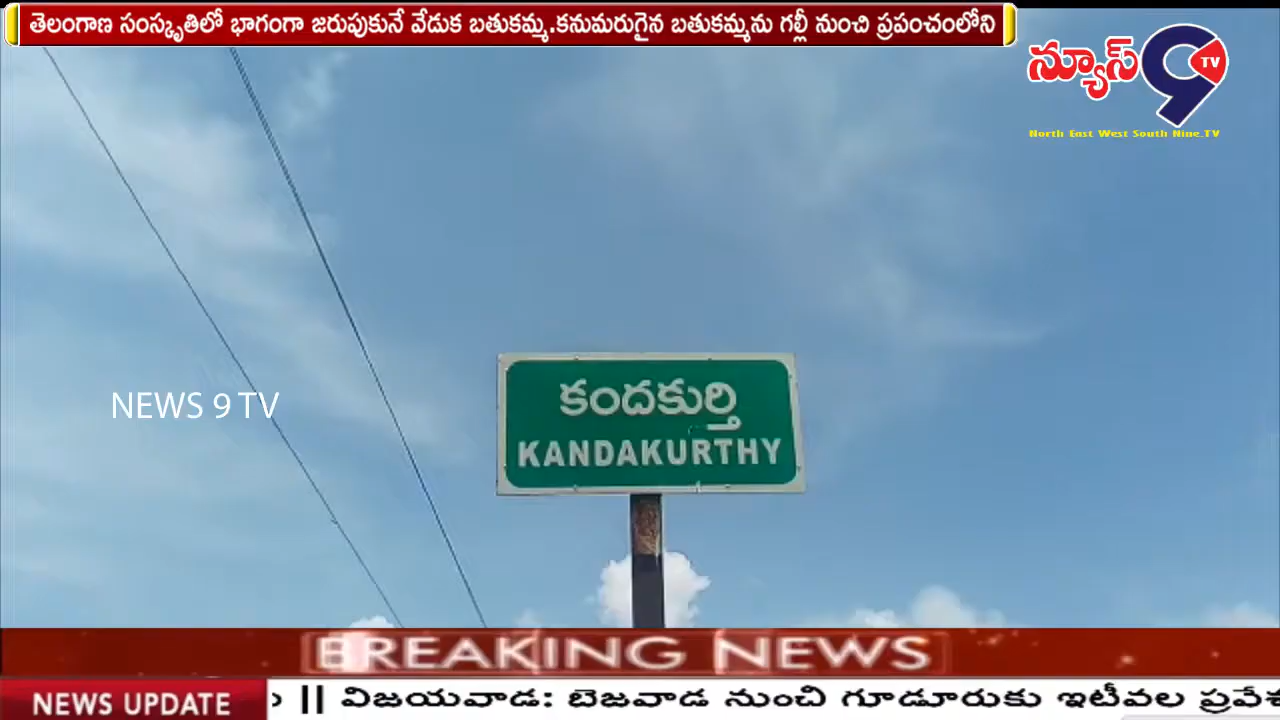 తెలంగాణ సంస్కృతిలో భాగంగా జరుపుకునే వేడుక బతుకమ్మ.కనుమరుగైన బతుకమ్మను గల్లీ నుంచి ప్రపంచంలోని
న్యూస్ 9 TV
North East West South Nine.TV
NEWS 9 TV
కందకుర్తి
KANDAKURTHY
BREAKING NEWS
NEWS UPDATE
|| విజయవాడ: బెజవాడ నుంచి గూడూరుకు ఇటీవల